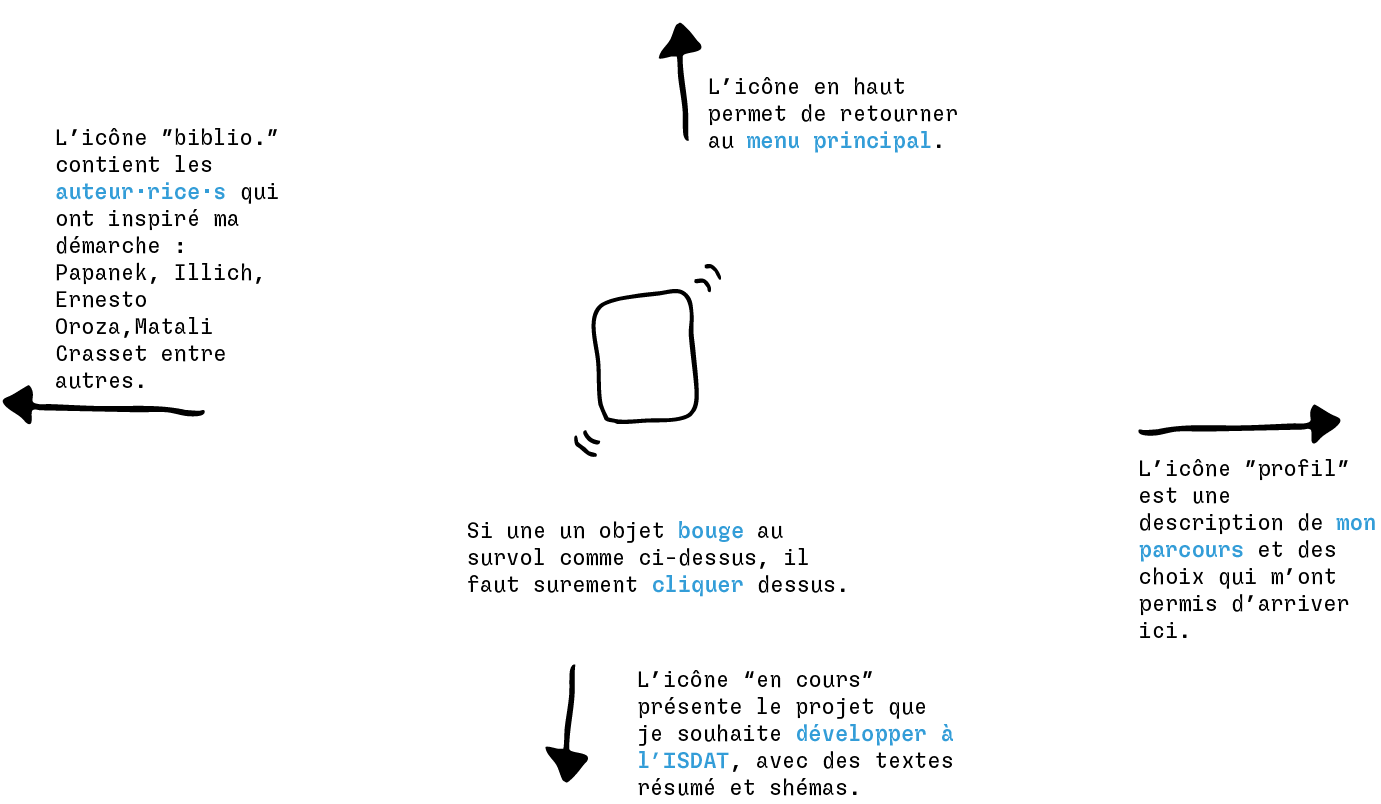 L'icône en haut
permet de retourner
au menu principal.
L'icône "biblio."
contient les
auteur·rice·s qui
ont inspiré ma
démarche :
Papanek, Illich,
Ernesto
Oroza,Matali
Crasset entre
autres.
Si une un objet bouge au
survol comme ci-dessus, il
faut surement cliquer dessus.
L'icône "profil"
est une
description de mon
parcours et des
choix qui m'ont
permis d'arriver
ici.
L'icône "en cours"
présente le projet que
je souhaite développer à
l'ISDAT, avec des textes
résumé et shémas.